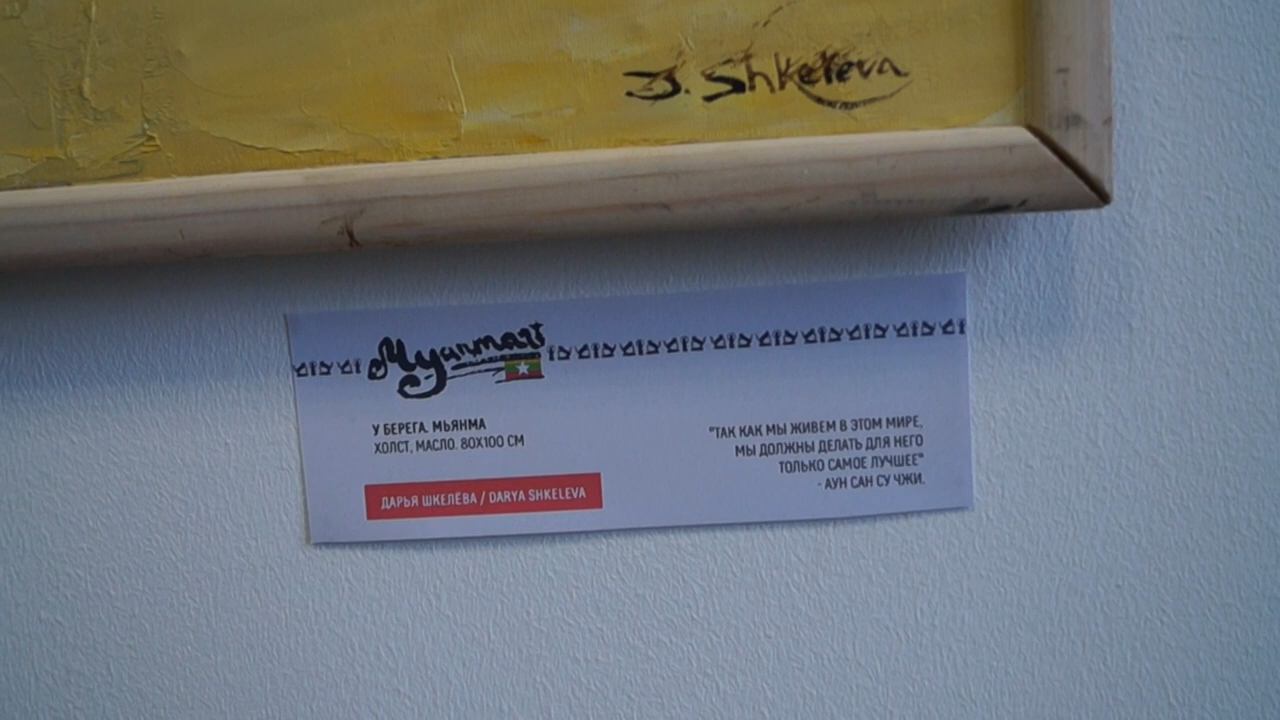 D. Shkeleva
Myanmart
У БЕРЕГА. МЬЯНМА
ХОЛСТ, МАСЛО. 80X100 СМ
ДАРЬЯ ШКЕЛЁВА / DARYA SHKELEVA
"ТАК КАК МЫ ЖИВЕМ В ЭТОМ МИРЕ,
МЫ ДОЛЖНЫ ДЕЛАТЬ ДЛЯ НЕГО
ТОЛЬКО САМОЕ ЛУЧШЕЕ"
- АУН САН СУ ЧЖИ.